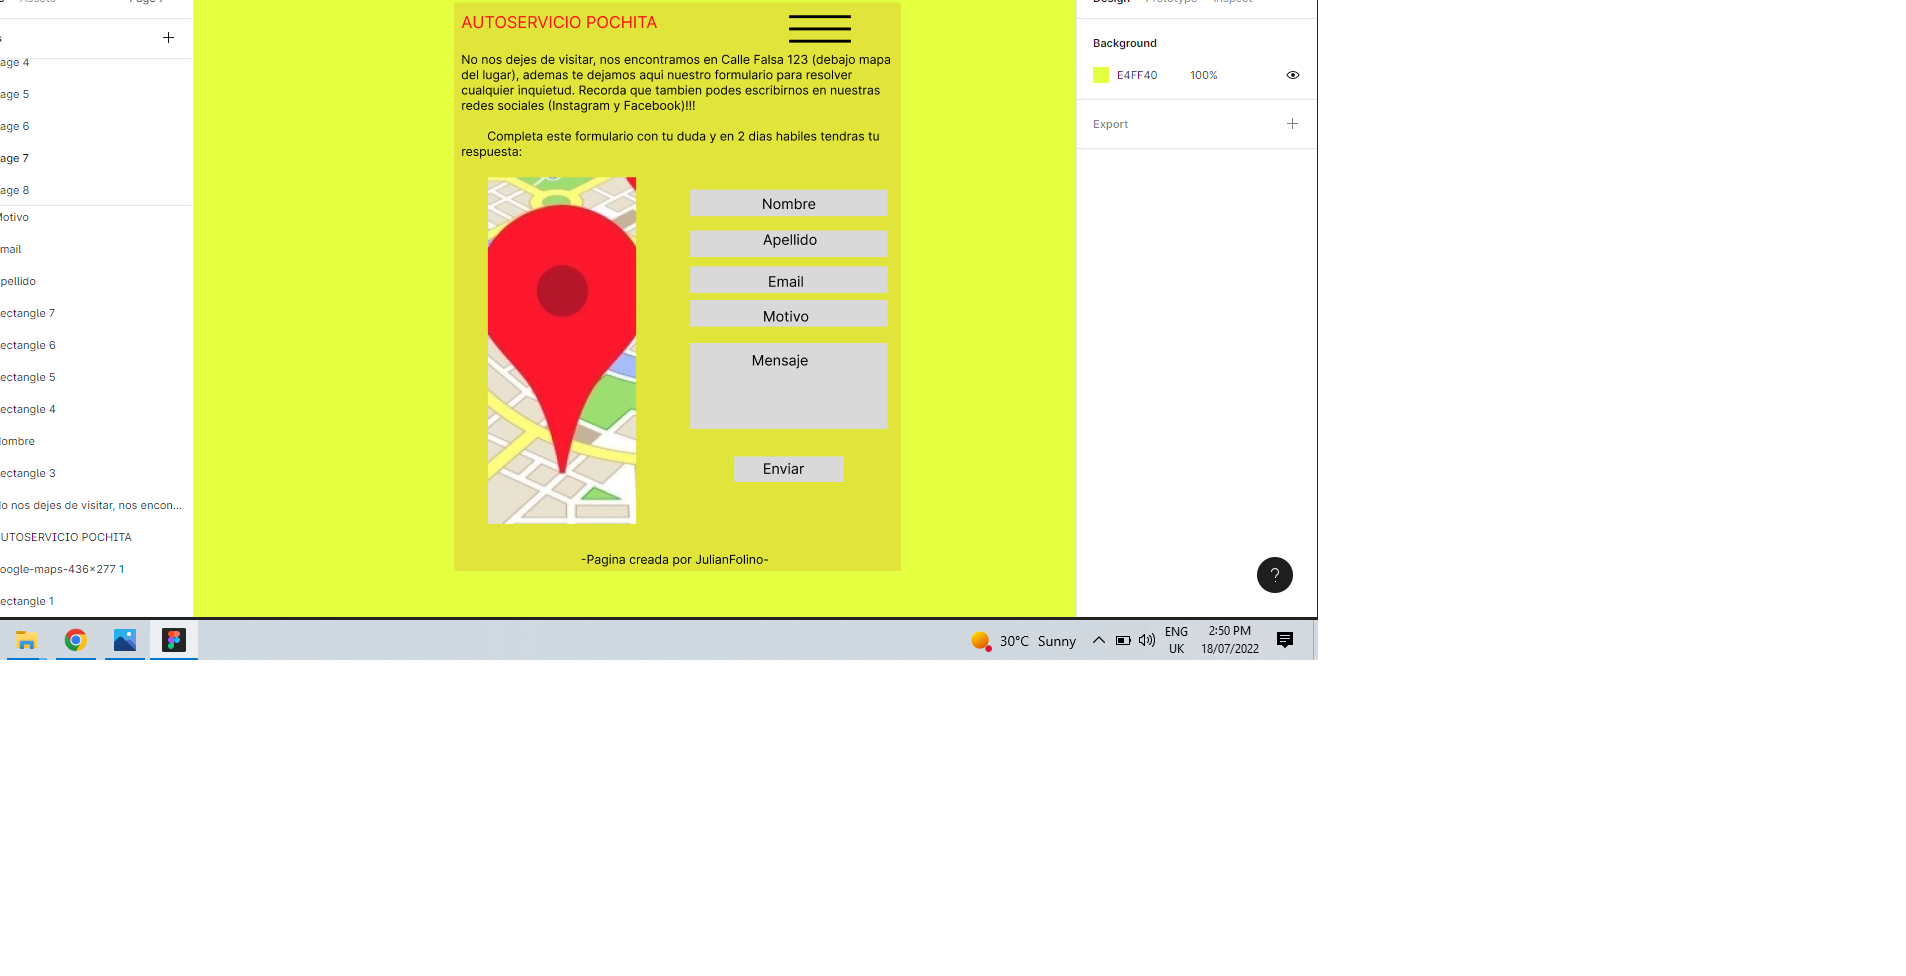 Assets
Page 7
Design Prototype Inspect
age 4
age 5
age 6
age 7
age 8
Motivo
mail
pellido
ectangle 7
ectangle 6
ectangle 5
ectangle 4
ombre
ectangle 3
o nos dejes de visitar, nos encon...
UTOSERVICIO POCHITA
oogle-maps-436×277 1
ectangle 1
AUTOSERVICIO POCHITA
No nos dejes de visitar, nos encontramos en Calle Falsa 123 (debajo mapa
del lugar), ademas te dejamos aqui nuestro formulario para resolver
cualquier inquietud. Recorda que tambien podes escribirnos en nuestras
redes sociales (Instagram y Facebook)!!!
Completa este formulario con tu duda y en 2 dias habiles tendras tu
respuesta:
Nombre
Apellido
Email
Motivo
Mensaje
Enviar
-Pagina creada por JulianFolino-
Background
E4FF40 100%
Export
?
30°C Sunny
ENG
UK
2:50 PM
18/07/2022